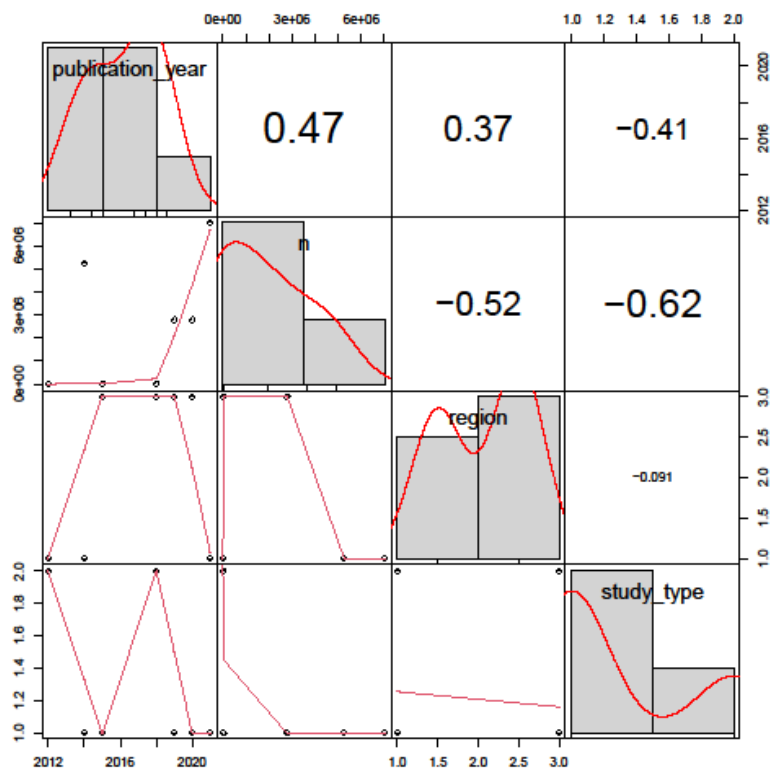 0e+00 3e+06 6e+06 1.0 1.2 1.4 1.6 1.8 2.0
publication_year
0.47
0.37
−0.41
2012 2016 2020
0e+00 3e+06 6e+06
n
−0.52
−0.62
region
−0.091
1.0 1.5 2.0 2.5 3.0
1.0 1.2 1.4 1.6 1.8 2.0
study_type
2012 2016 2020 1.0 1.5 2.0 2.5 3.0